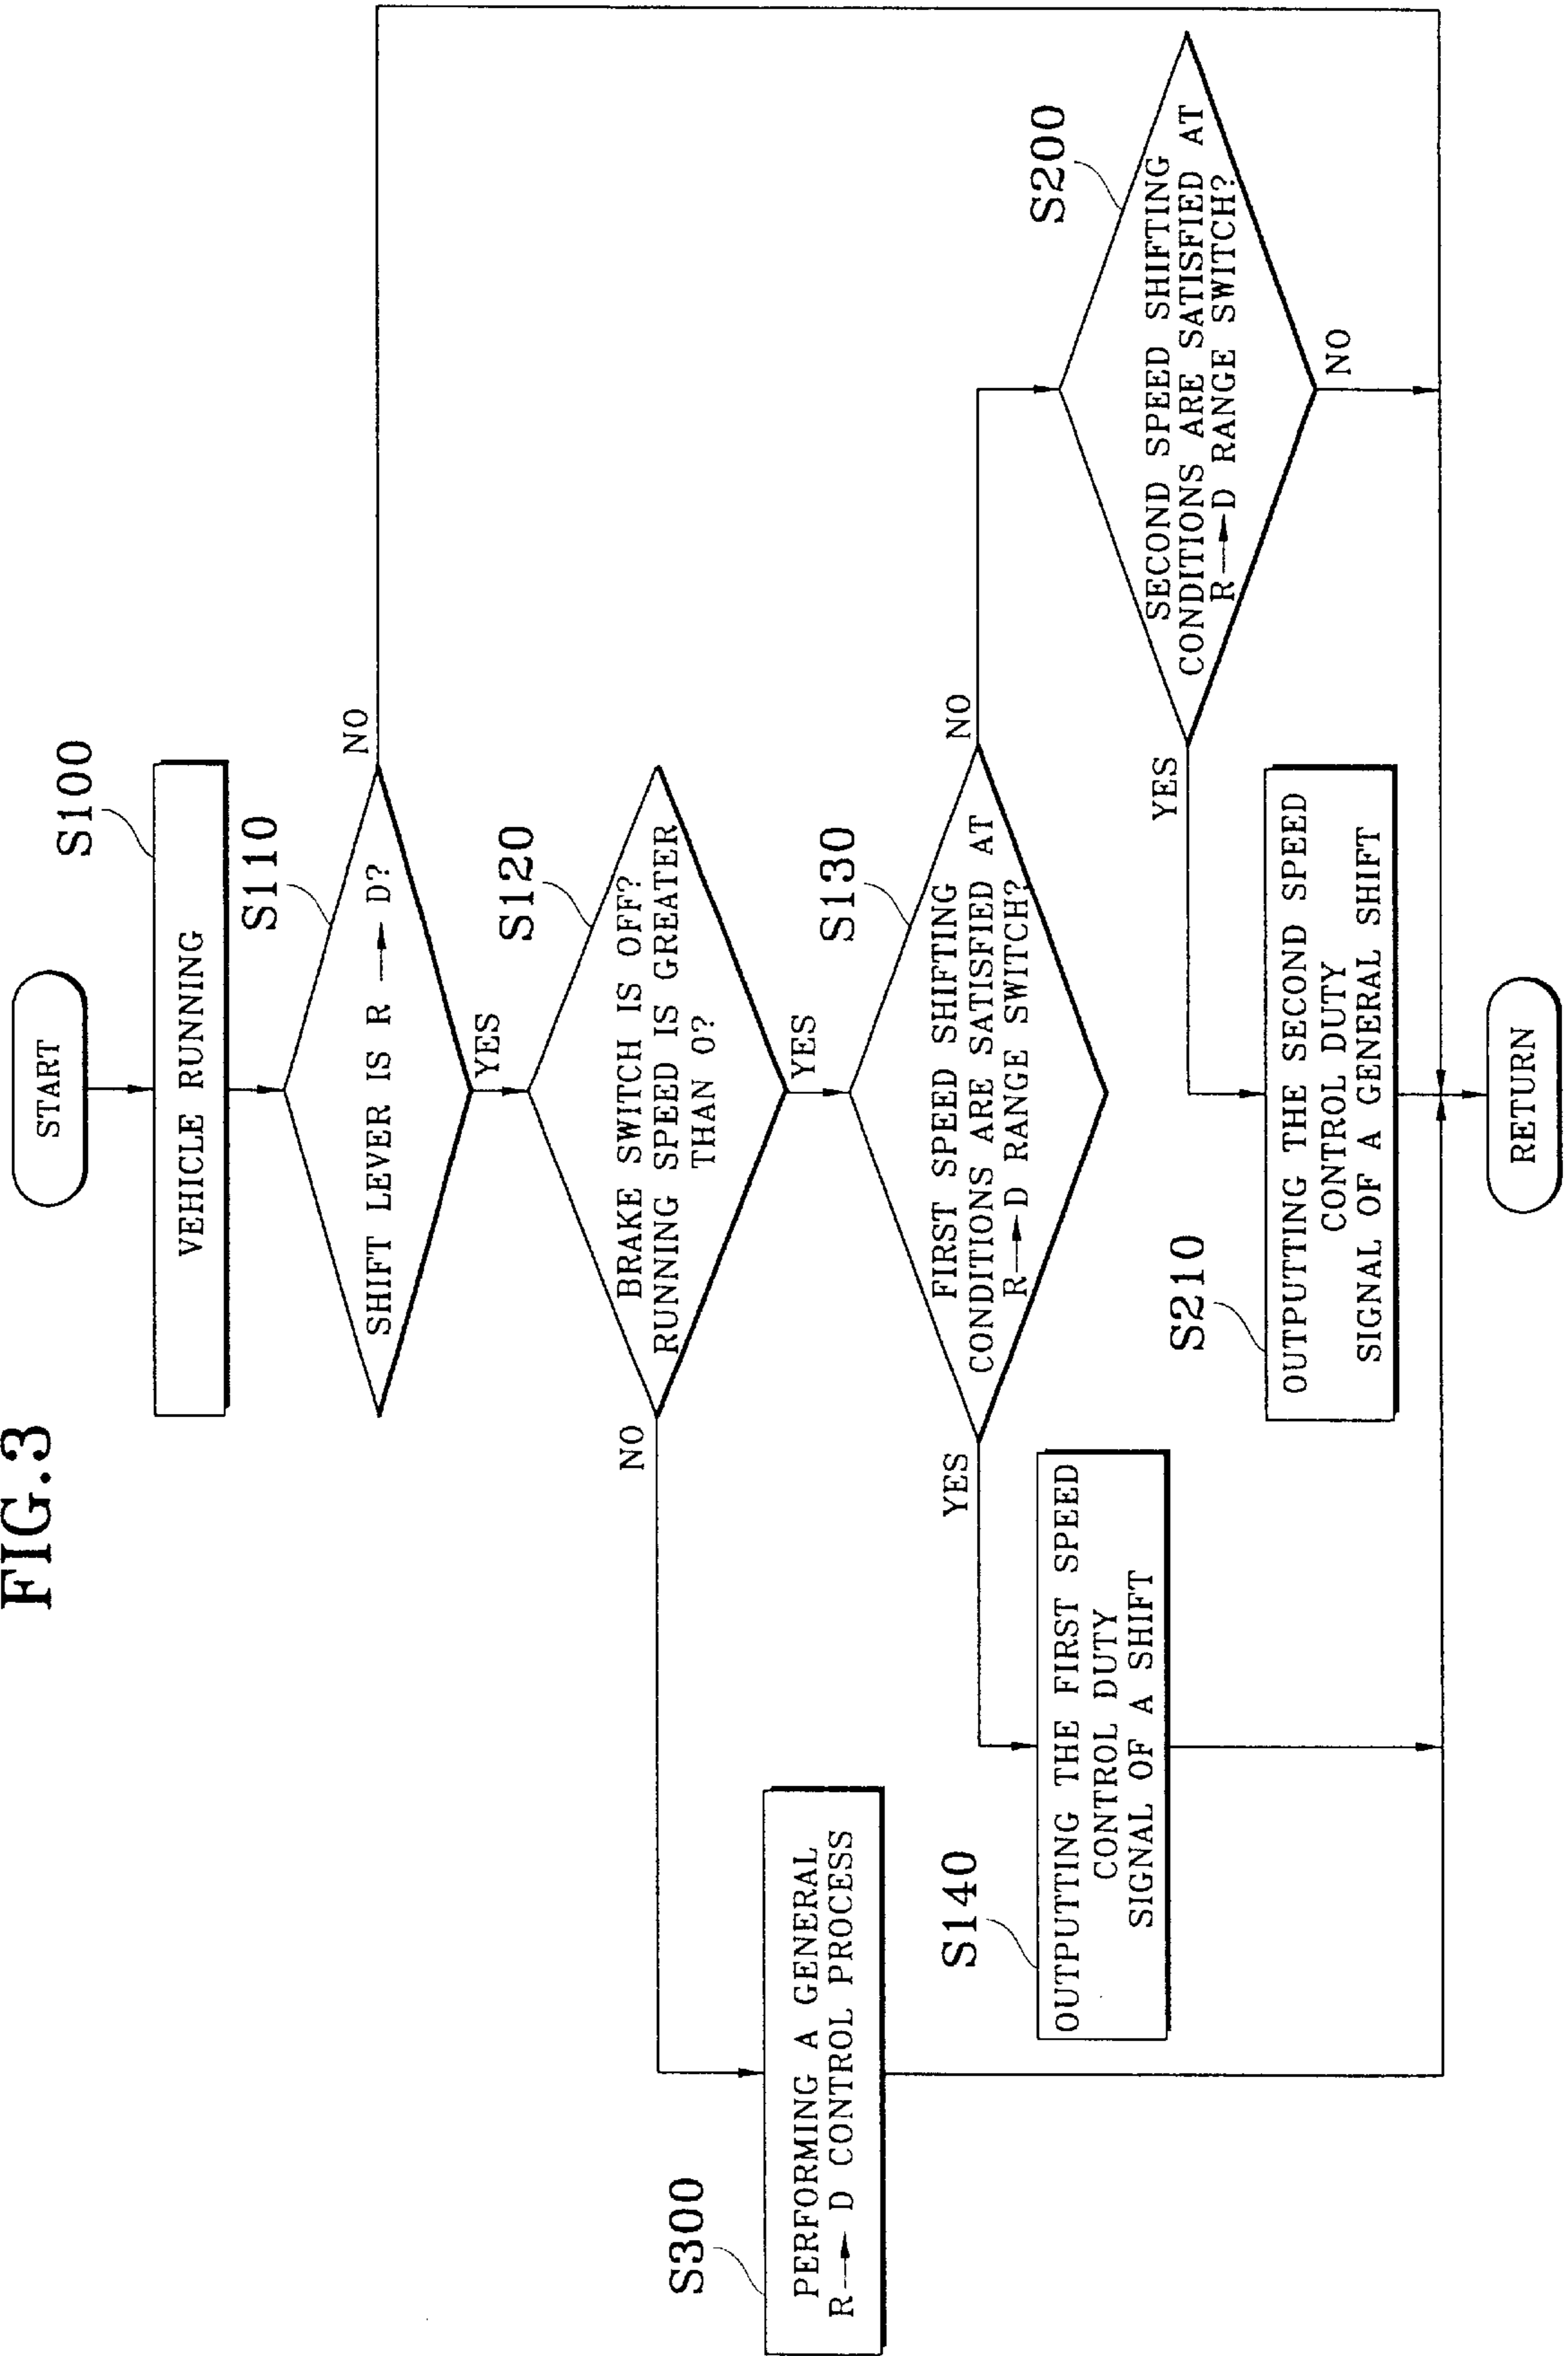 FIG.3
START
S100
VEHICLE RUNNING
S110
SHIFT LEVER IS R → D?
NO
YES
S120
BRAKE SWITCH IS OFF?
RUNNING SPEED IS GREATER
THAN 0?
NO
YES
S300
PERFORMING A GENERAL
R → D CONTROL PROCESS
S130
FIRST SPEED SHIFTING
CONDITIONS ARE SATISFIED AT
R → D RANGE SWITCH?
YES
NO
S140
OUTPUTTING THE FIRST SPEED
CONTROL DUTY
SIGNAL OF A SHIFT
S200
SECOND SPEED SHIFTING
CONDITIONS ARE SATISFIED AT
R → D RANGE SWITCH?
YES
NO
S210
OUTPUTTING THE SECOND SPEED
CONTROL DUTY
SIGNAL OF A GENERAL SHIFT
RETURN